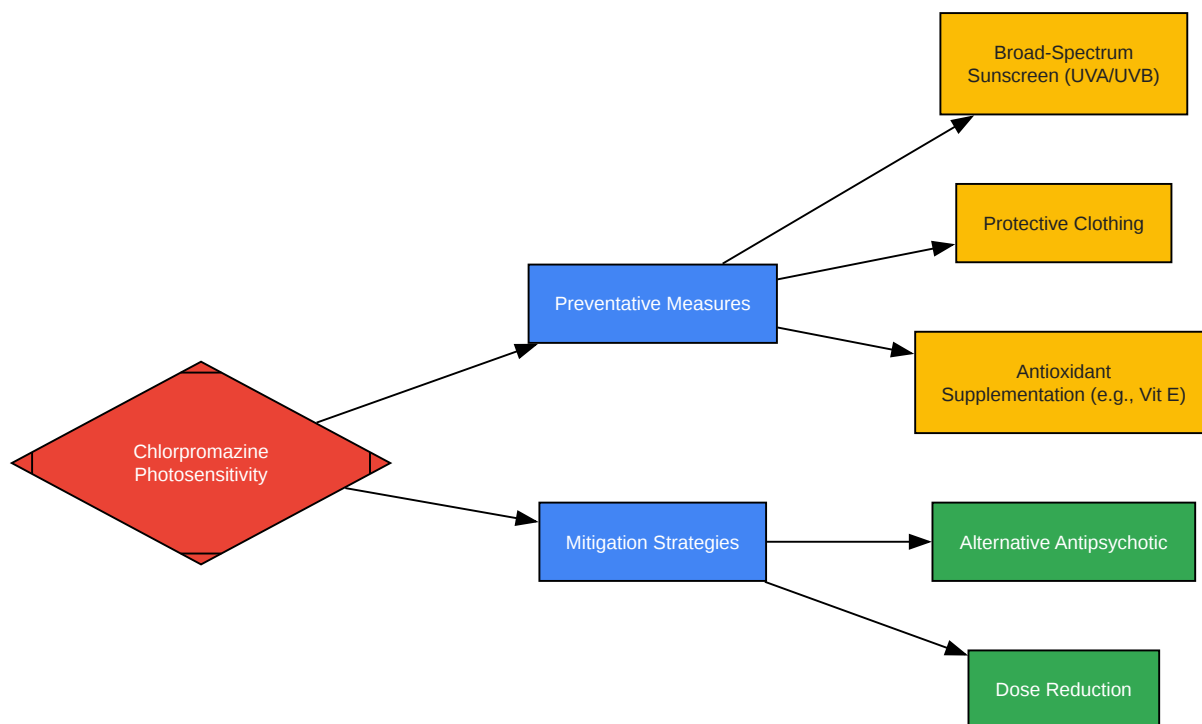 Broad-Spectrum
Sunscreen (UVA/UVB)
Protective Clothing
Preventative Measures
Antioxidant
Supplementation (e.g., Vit E)
Chlorpromazine
Photosensitivity
Mitigation Strategies
Alternative Antipsychotic
Dose Reduction